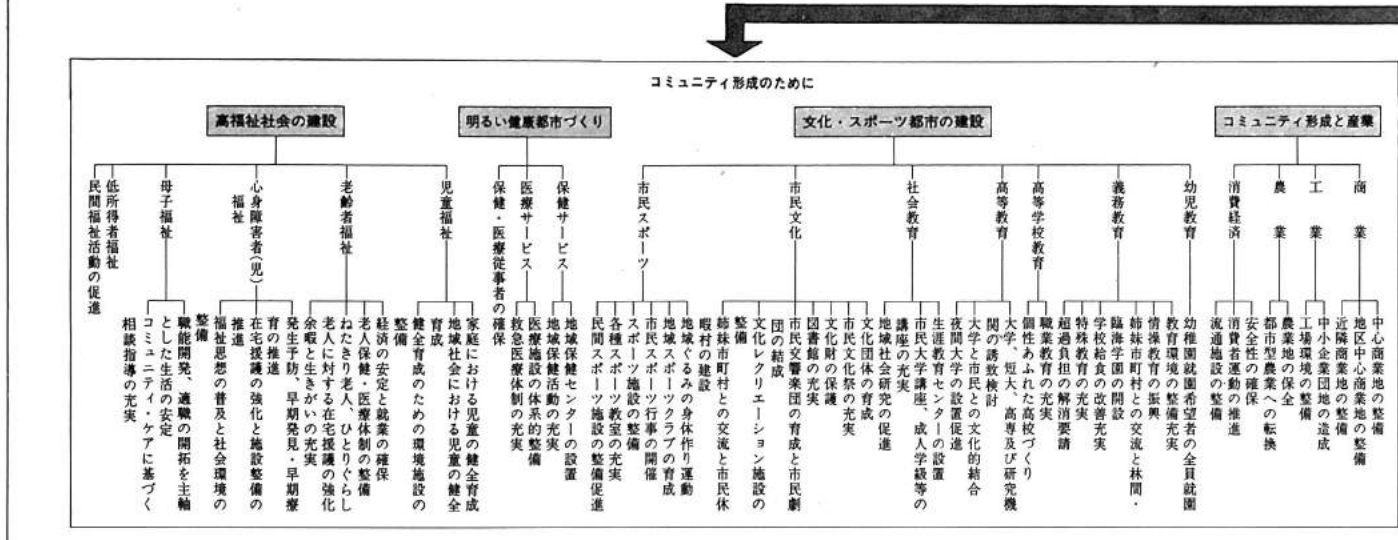 コミュニティ形成のために
コミュニティ形成と産業
商業
中心商業地の整備
地区中心商業地の整備
近隣商業地の整備
工業
中小企業団地の造成
工場環境の整備
農業
農業地の保全
都市型農業への転換
消費経済
安全性の確保
消費者運動の推進
流通施設の整備
文化・スポーツ都市の建設
幼児教育
幼稚園就園希望者の全員就園
義務教育
教育環境の整備充実
情操教育の振興
姉妹市町村との交流と林間・
臨海学園の開設
学校給食の改善充実
特殊教育の充実
超過負担の解消要請
高等学校教育
職業教育の充実
個性あふれた高校づくり
高等教育
大学、短大、高専及び研究機
関の誘致検討
大学と市民との文化的結合
夜間大学の設置促進
社会教育
生涯教育センターの設置
市民大学講座、成人学級等の
講座の充実
地域社会研究の促進
市民文化
文化団体の育成
市民文化祭の充実
文化財の保護
図書館の充実
市民交響楽団の育成と市民劇
団の結成
文化レクリエーション施設の
整備
姉妹市町村との交流と市民休
暇村の建設
市民スポーツ
地域ぐるみの身体作り運動
地域スポーツクラブの育成
市民スポーツ行事の開催
スポーツ施設の整備
各種スポーツ教室の充実
民間スポーツ施設の整備促進
明るい健康都市づくり
保健サービス
地域保健センターの設置
地域保健活動の充実
医療サービス
医療施設の体系的整備
救急医療体制の充実
保健・医療従事者の確保
高福祉社会の建設
児童福祉
家庭における児童の健全育成
地域社会における児童の健全
育成
健全育成のための環境施設の
整備
老齢者福祉
経済の安定と就業の確保
老人保健・医療体制の整備
ねたきり老人、ひとりぐらし
老人に対する在宅援護の強化
余暇と生きがいの充実
心身障害者(児)
福祉
発生予防、早期発見・早期療
育の推進
在宅援護の強化と施設整備の
推進
福祉思想の普及と社会環境の
整備
母子福祉
職能開発、適職の開拓を主軸
とした生活の安定
コミュニティ・ケアに基づく
相談指導の充実
低所得者福祉
民間福祉活動の促進